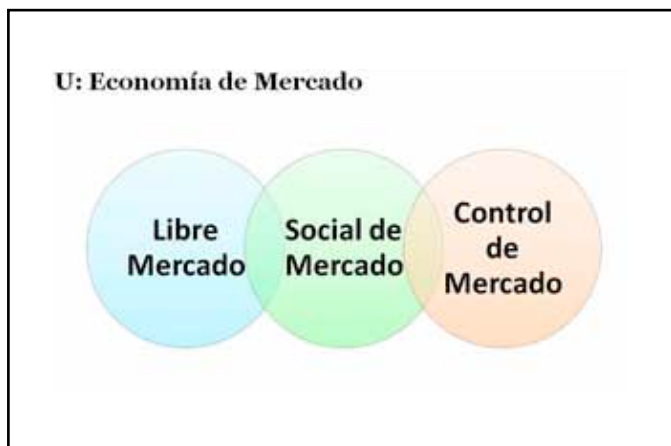 U: Economía de Mercado
Libre
Mercado
Social de
Mercado
Control
de
Mercado